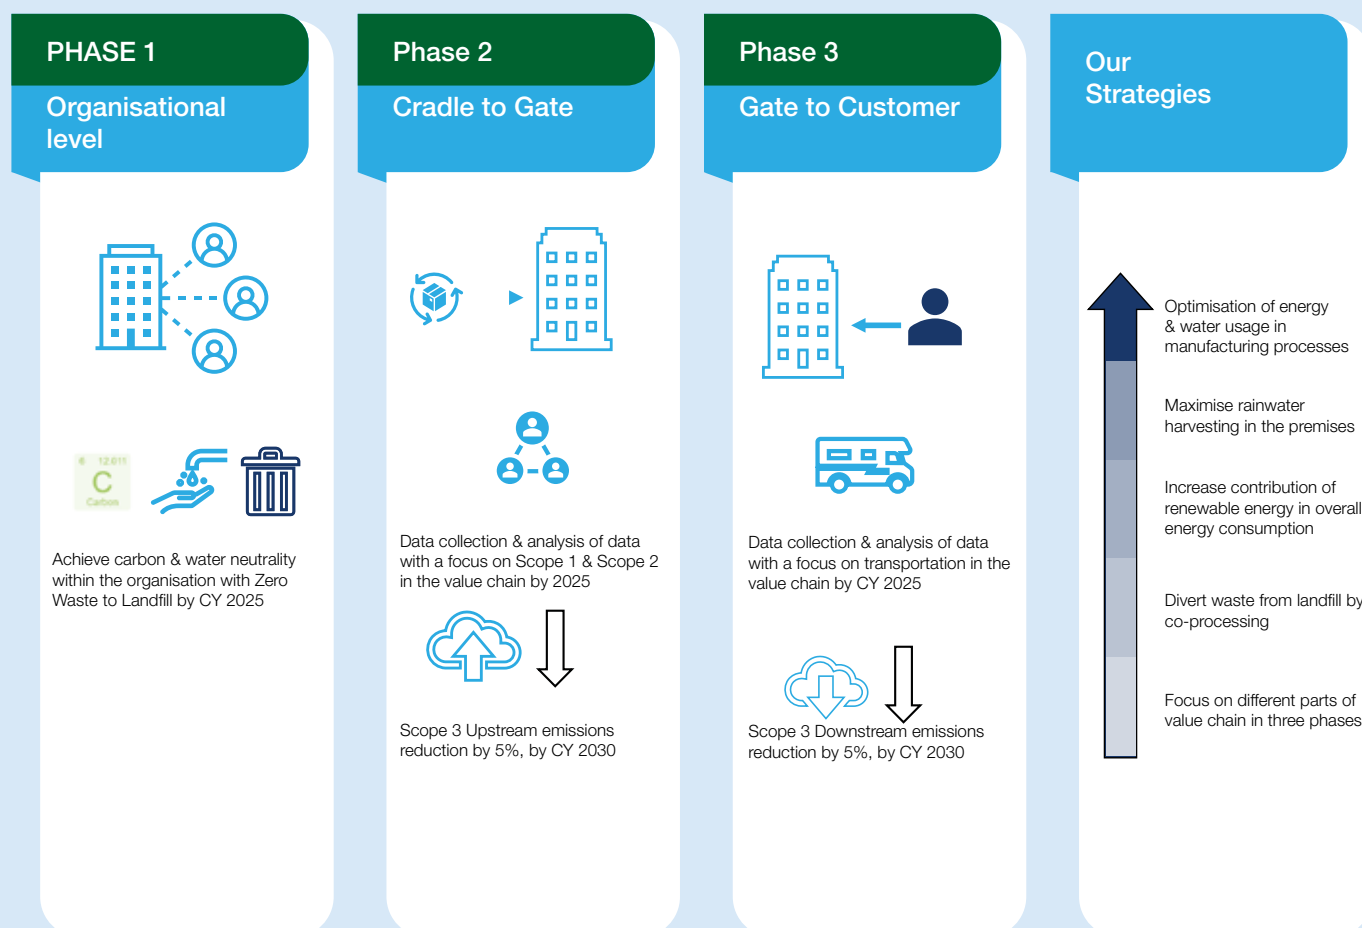 PHASE 1
Organisational
level
6 12.011
C
Carbon
Achieve carbon & water neutrality
within the organisation with Zero
Waste to Landfill by CY 2025
Phase 2
Cradle to Gate
Data collection & analysis of data
with a focus on Scope 1 & Scope 2
in the value chain by 2025
Scope 3 Upstream emissions
reduction by 5%, by CY 2030
Phase 3
Gate to Customer
Data collection & analysis of data
with a focus on transportation in the
value chain by CY 2025
Scope 3 Downstream emissions
reduction by 5%, by CY 2030
Our
Strategies
Optimisation of energy
& water usage in
manufacturing processes
Maximise rainwater
harvesting in the premises
Increase contribution of
renewable energy in overall
energy consumption
Divert waste from landfill by
co-processing
Focus on different parts of
value chain in three phases